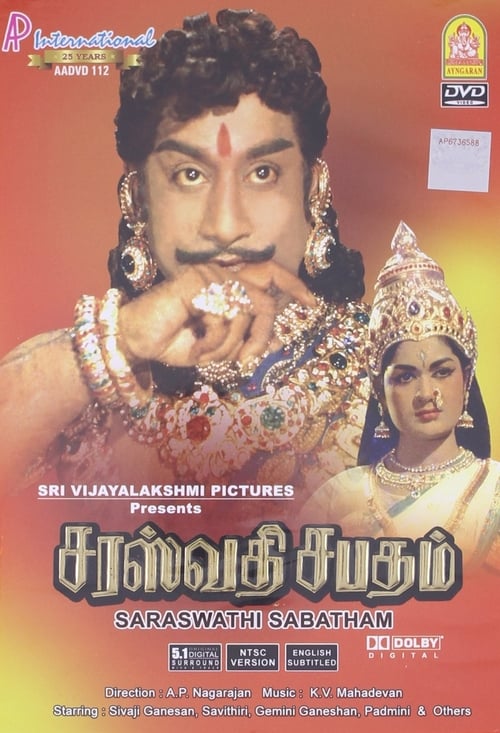 AP International
25 YEARS
AADVD 112
AYNGARAN
DVD
VIDEO
AP6736588
SRI VIJAYALAKSHMI PICTURES
Presents
சரஸ்வதி சபதம்
SARASWATHI SABATHAM
DOLBY
DIGITAL
5.1 DIGITAL
SURROUND
NTSC
VERSION
ENGLISH
SUBTITLED
Direction : A.P. Nagarajan Music : K.V. Mahadevan
Starring : Sivaji Ganesan, Savithiri, Gemini Ganeshan, Padmini & Others